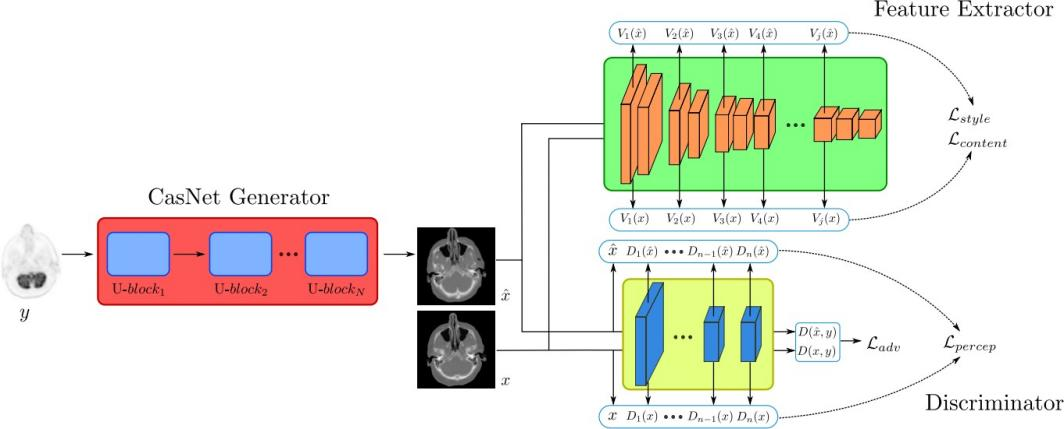 Feature Extractor
V₁(x̂) V₂(x̂) V₃(x̂) V₄(x̂) Vⱼ(x̂)
...
ℒstyle
ℒcontent
V₁(x) V₂(x) V₃(x) V₄(x) Vⱼ(x)
CasNet Generator
...
U-block₁ U-block₂ U-blockN
y
x̂
x
x̂ D₁(x̂) ... Dₙ₋₁(x̂) Dₙ(x̂)
...
D(x̂, y)
D(x, y)
ℒadv
ℒpercep
x D₁(x) ... Dₙ₋₁(x) Dₙ(x)
Discriminator